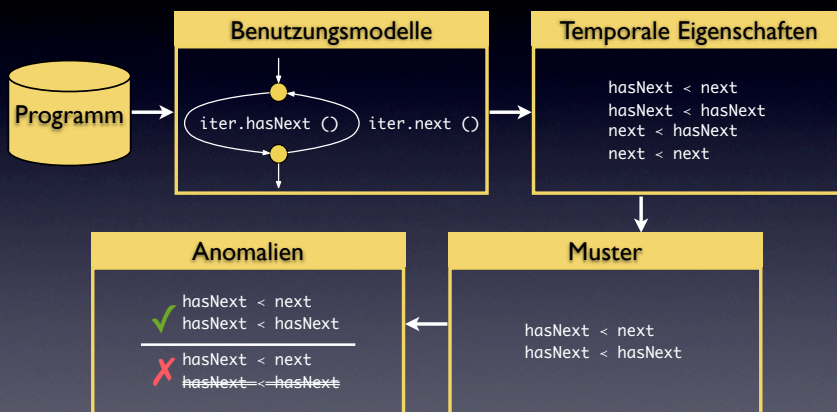 Programm
Benutzungsmodelle
iter.hasNext () iter.next ()
Temporale Eigenschaften
hasNext < next
hasNext < hasNext
next < hasNext
next < next
Muster
hasNext < next
hasNext < hasNext
Anomalien
✓ hasNext < next
hasNext < hasNext
✗ hasNext < next
hasNext < hasNext